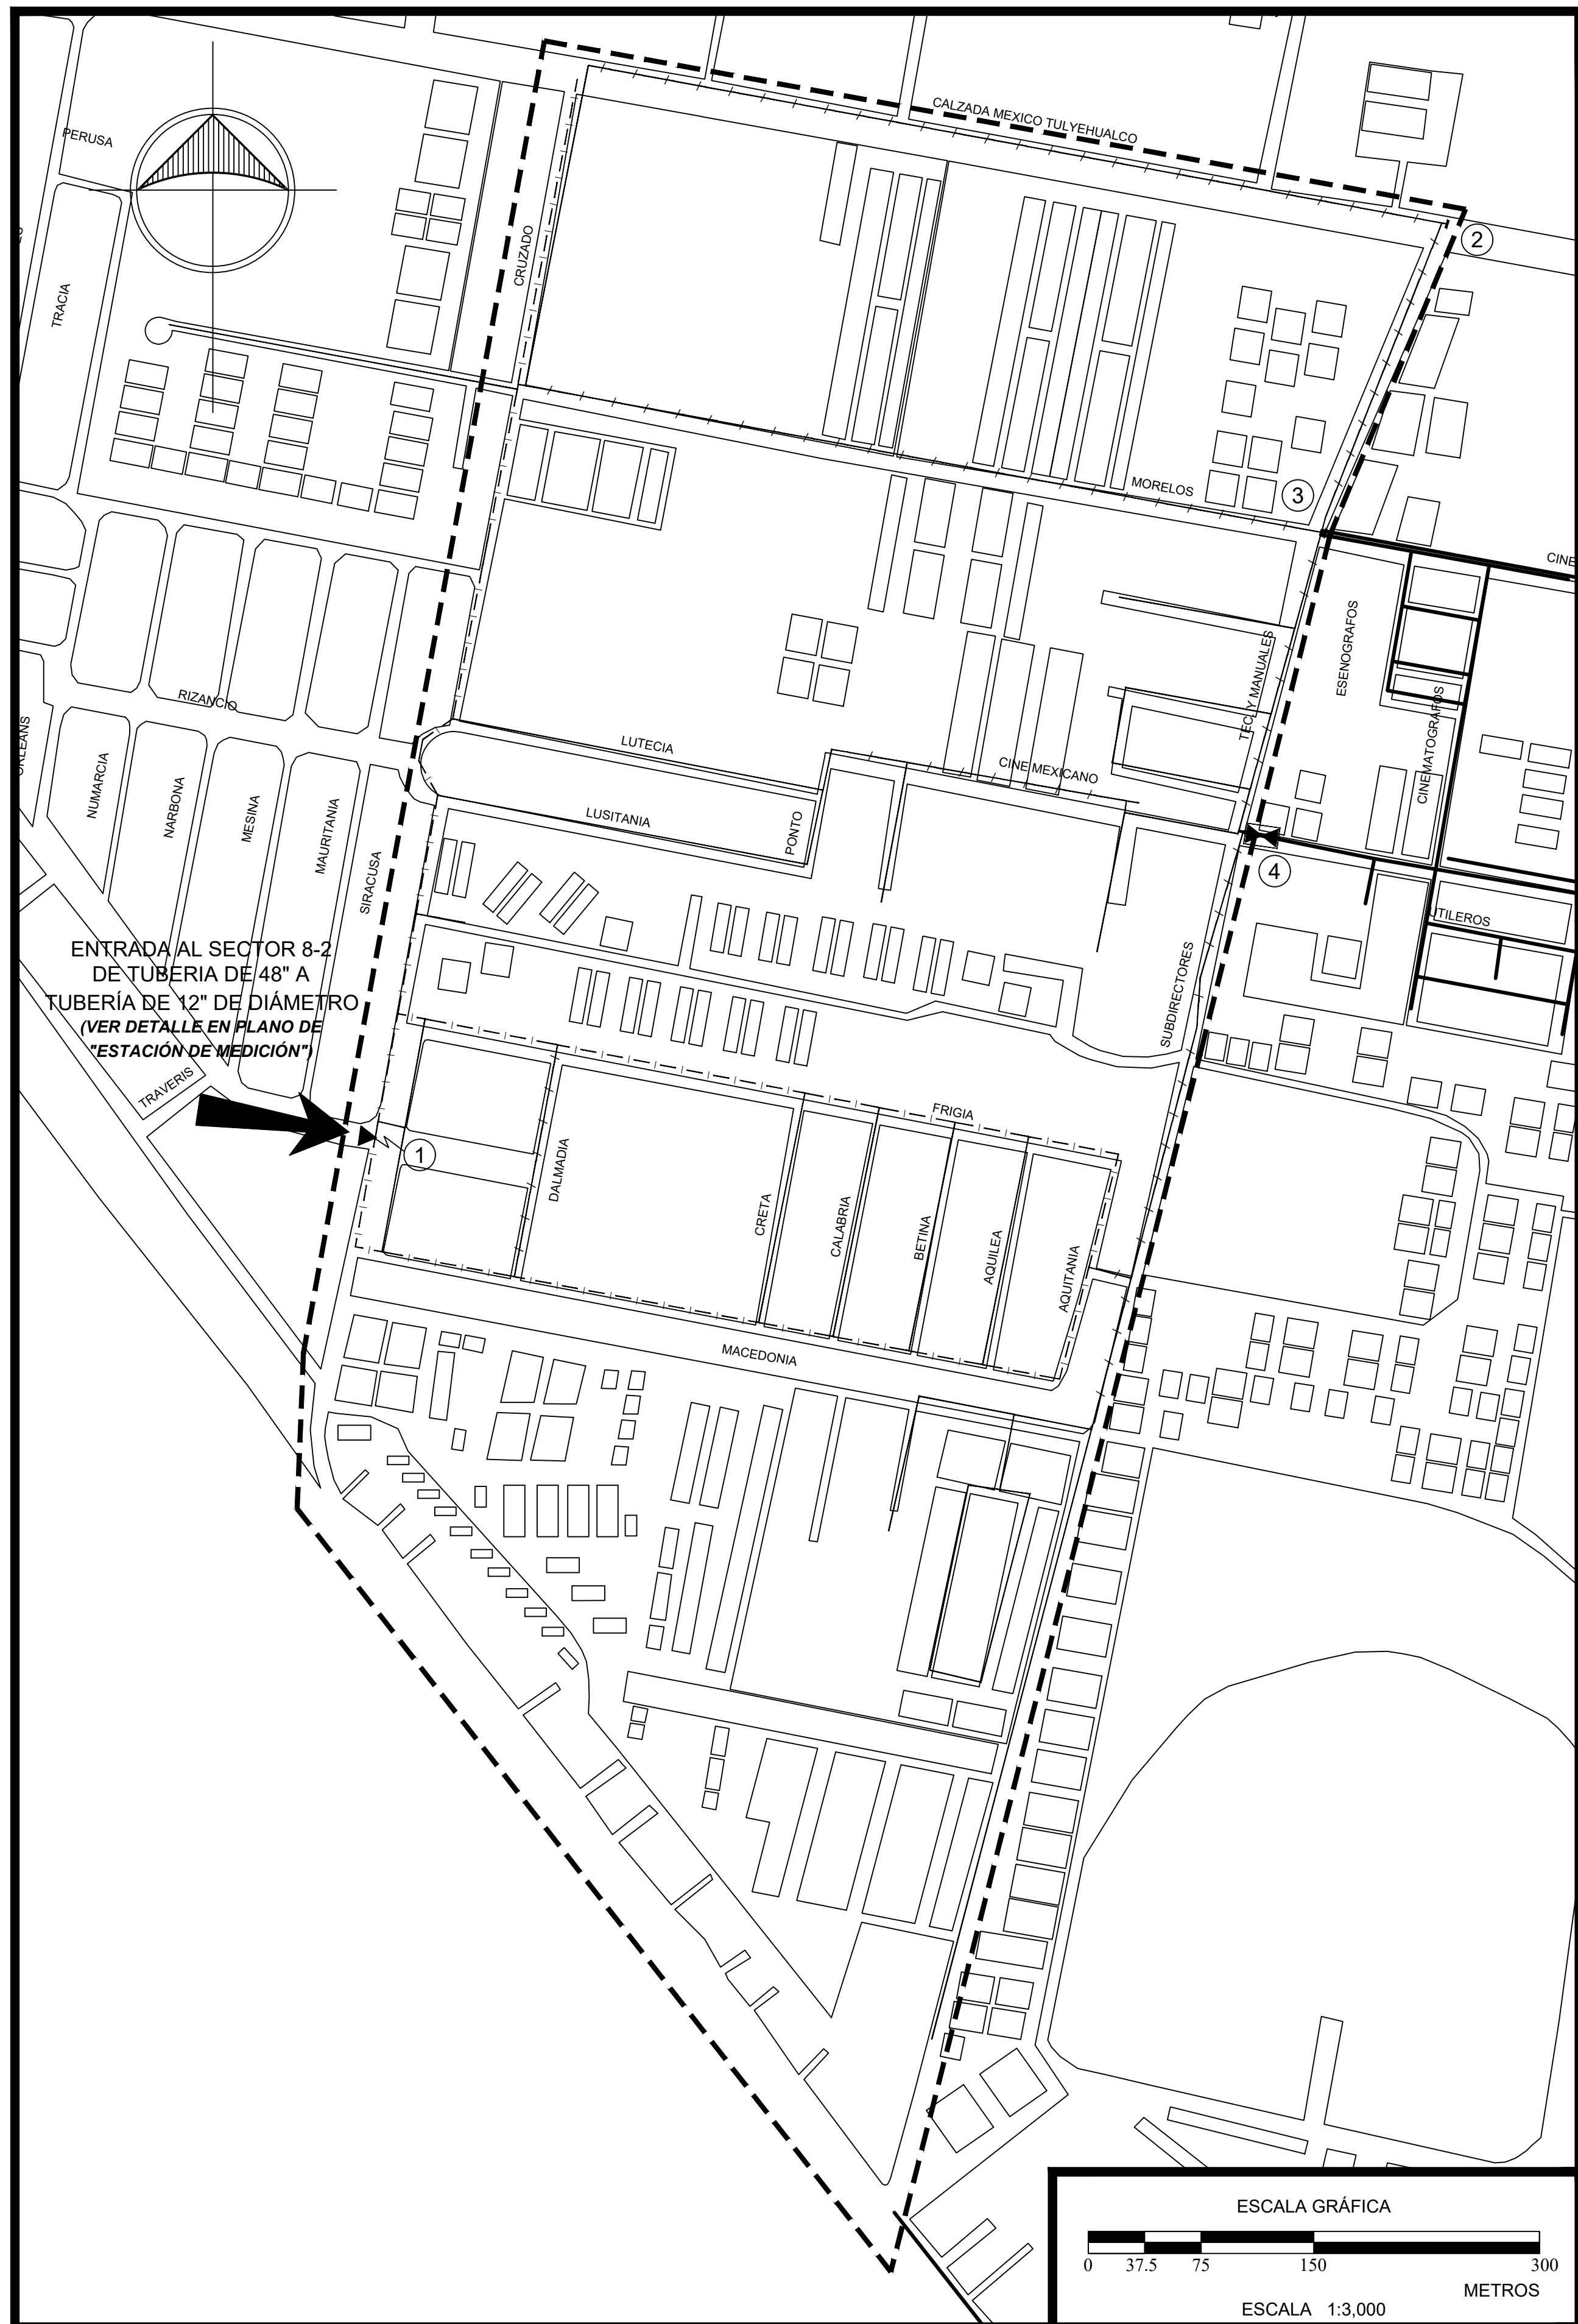 CALZADA MEXICO TULYEHUALCO
PERUSA
CRUZADO
2
TRACIA
MORELOS
3
CINE
ESENOGRAFOS
TEC. Y MANUALES
RIZANCIO
CINEMATOGRAFOS
ORLEANS
LUTECIA
CINE MEXICANO
NUMARCIA
NARBONA
MESINA
MAURITANIA
LUSITANIA
PONTO
SIRACUSA
4
UTILEROS
ENTRADA AL SECTOR 8-2
DE TUBERIA DE 48" A
TUBERÍA DE 12" DE DIÁMETRO
(VER DETALLE EN PLANO DE
"ESTACIÓN DE MEDICIÓN")
SUBDIRECTORES
TRAVERIS
FRIGIA
1
DALMADIA
CRETA
CALABRIA
BETINA
AQUILEA
AQUITANIA
MACEDONIA
ESCALA GRÁFICA
0 37.5 75 150 300
METROS
ESCALA 1:3,000